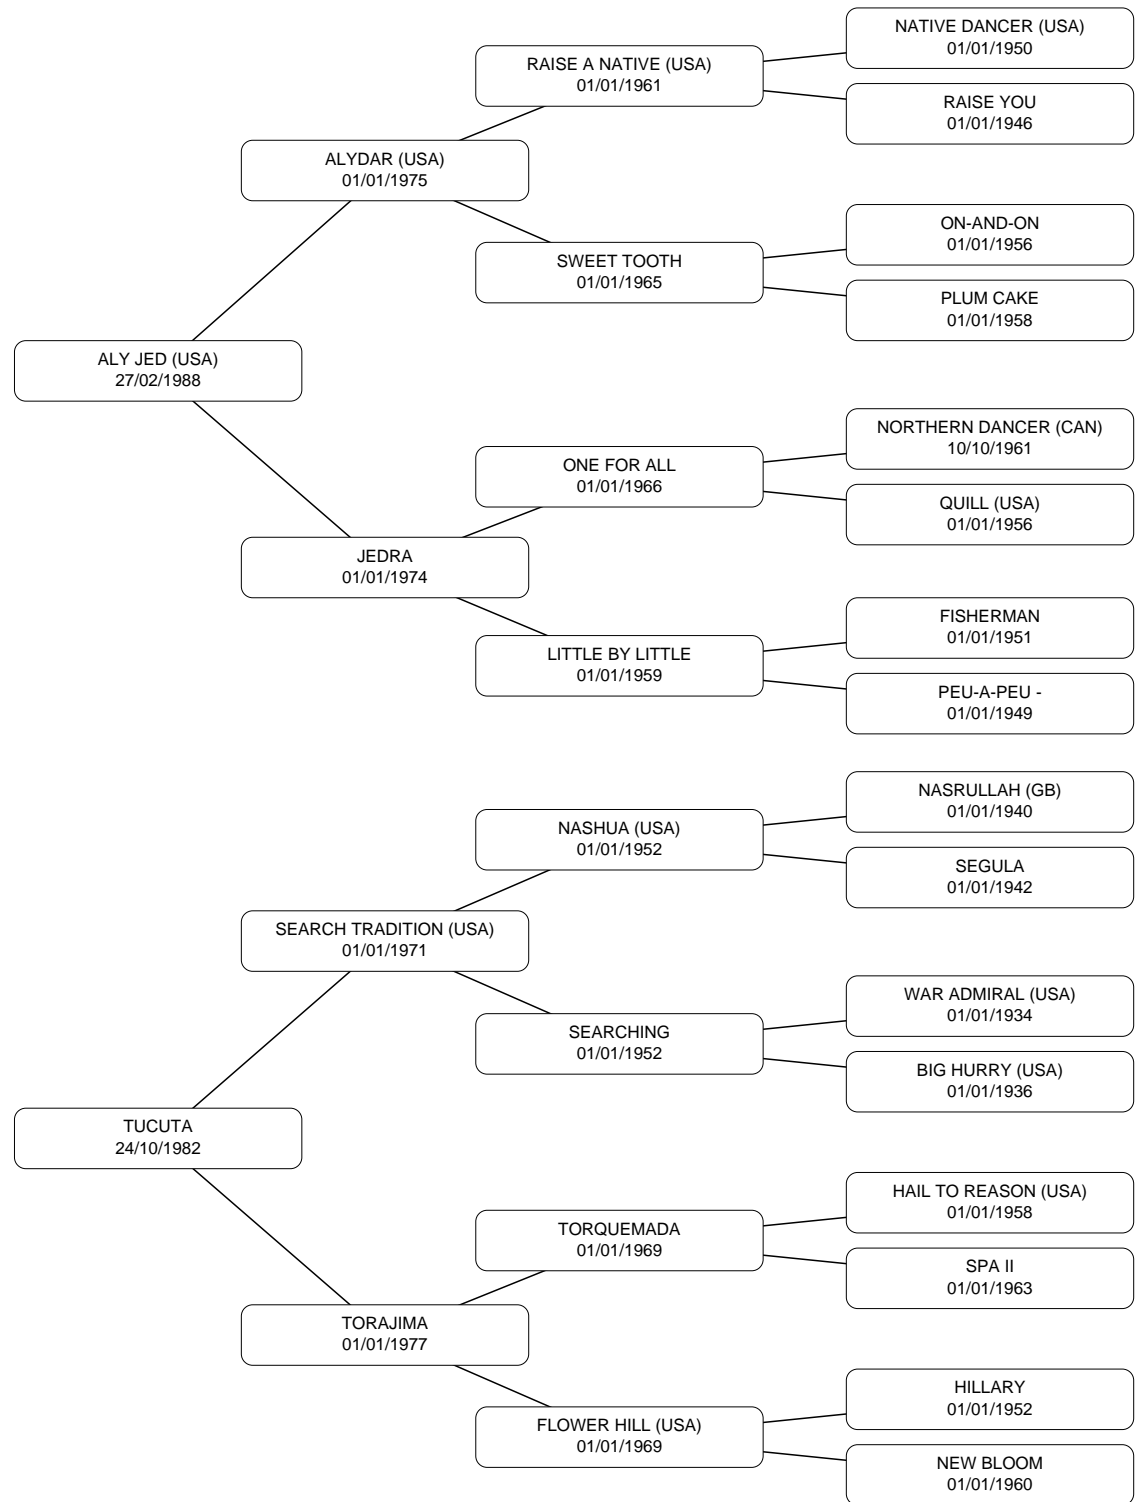 NATIVE DANCER (USA)
01/01/1950
RAISE A NATIVE (USA)
01/01/1961
RAISE YOU
01/01/1946
ALYDAR (USA)
01/01/1975
ON-AND-ON
01/01/1956
SWEET TOOTH
01/01/1965
PLUM CAKE
01/01/1958
ALY JED (USA)
27/02/1988
NORTHERN DANCER (CAN)
10/10/1961
ONE FOR ALL
01/01/1966
QUILL (USA)
01/01/1956
JEDRA
01/01/1974
FISHERMAN
01/01/1951
LITTLE BY LITTLE
01/01/1959
PEU-A-PEU -
01/01/1949
NASRULLAH (GB)
01/01/1940
NASHUA (USA)
01/01/1952
SEGULA
01/01/1942
SEARCH TRADITION (USA)
01/01/1971
WAR ADMIRAL (USA)
01/01/1934
SEARCHING
01/01/1952
BIG HURRY (USA)
01/01/1936
TUCUTA
24/10/1982
HAIL TO REASON (USA)
01/01/1958
TORQUEMADA
01/01/1969
SPA II
01/01/1963
TORAJIMA
01/01/1977
HILLARY
01/01/1952
FLOWER HILL (USA)
01/01/1969
NEW BLOOM
01/01/1960